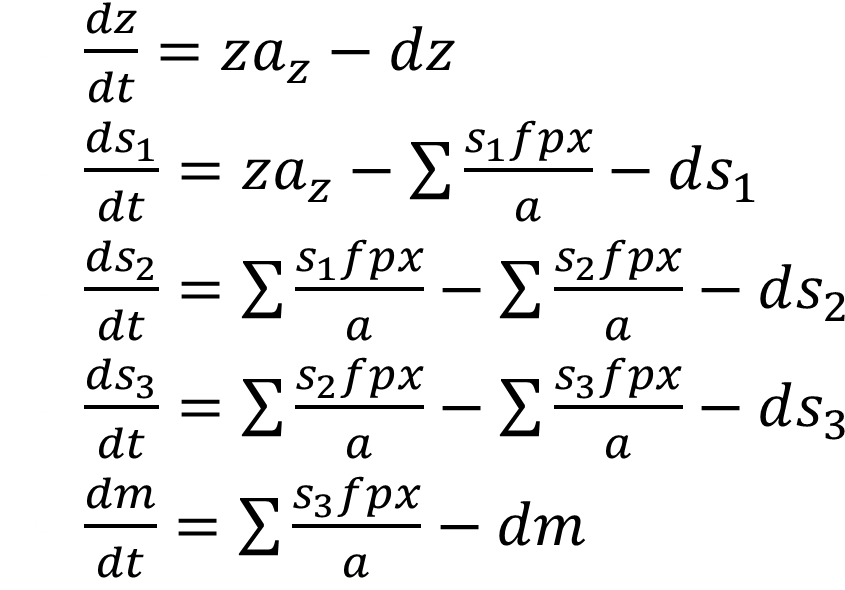 dz/dt = za_z − dz
ds₁/dt = za_z − ∑ s₁fpx/a − ds₁
ds₂/dt = ∑ s₁fpx/a − ∑ s₂fpx/a − ds₂
ds₃/dt = ∑ s₂fpx/a − ∑ s₃fpx/a − ds₃
dm/dt = ∑ s₃fpx/a − dm